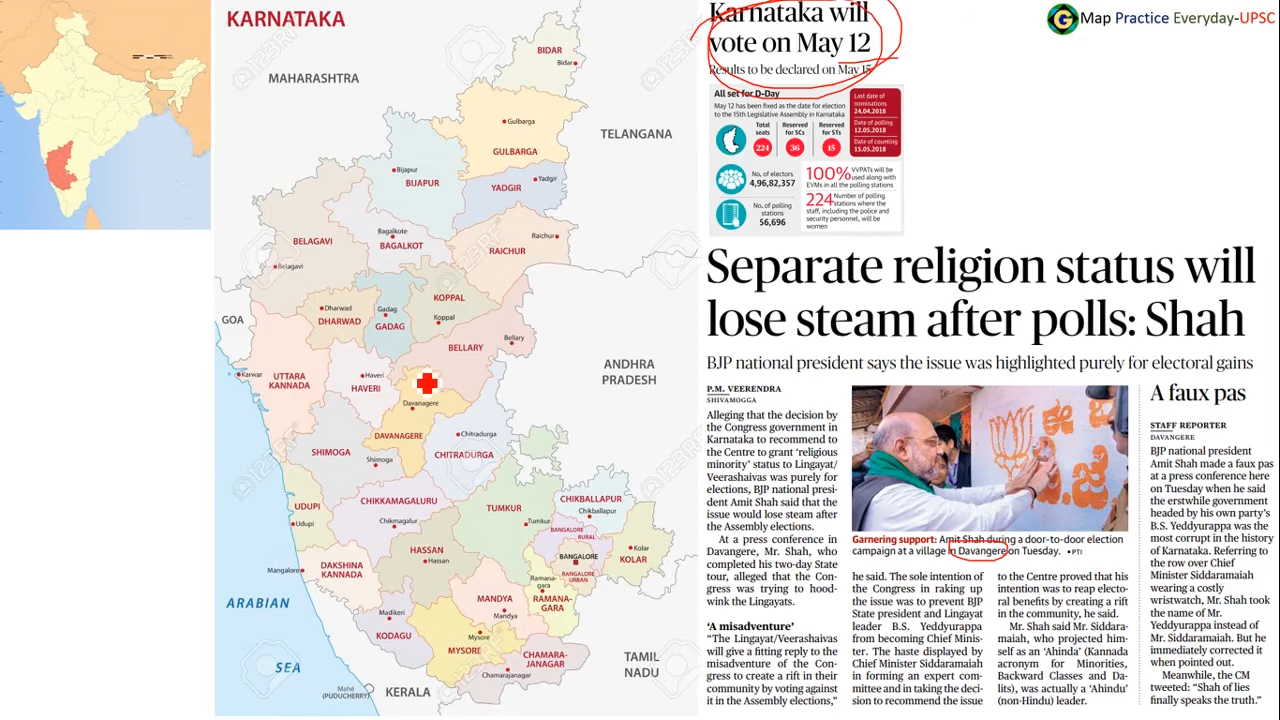 KARNATAKA
MAHARASHTRA
BIDAR
Bidar
Gulbarga
TELANGANA
GULBARGA
Bijapur
BIJAPUR
YADGIR
Yadgir
BELAGAVI
Bagalkote
BAGALKOT
RAICHUR
Raichur
Belagavi
KOPPAL
Dharwad
DHARWAD
Gadag
GADAG
Koppal
GOA
BELLARY
Bellary
ANDHRA
PRADESH
Karwar
UTTARA
KANNADA
Haveri
HAVERI
Davanagere
DAVANAGERE
Chitradurga
SHIMOGA
Shimoga
CHITRADURGA
CHIKKAMAGALURU
Chikmagalur
UDUPI
Udupi
TUMKUR
Tumkur
CHIKBALLAPUR
Chikballapur
BANGALORE
RURAL
BANGALORE
BANGALORE
URBAN
Kolar
KOLAR
HASSAN
Hassan
Mangalore
DAKSHINA
KANNADA
Ramana-
gara
RAMANA-
GARA
MANDYA
Mandya
ARABIAN
SEA
Madikeri
KODAGU
Mysore
MYSORE
CHAMARA-
JANAGAR
Chamarajanagar
TAMIL
NADU
Mahé
(PUDUCHERRY)
KERALA
Karnataka will
vote on May 12
Results to be declared on May 15
All set for D-Day
May 12 has been fixed as the date for election
to the 15th Legislative Assembly in Karnataka
Total
seats
224
Reserved
for SCs
36
Reserved
for STs
15
Last date of
nominations
24.04.2018
Date of polling
12.05.2018
Date of counting
15.05.2018
No. of electors
4,96,82,357
No. of polling
stations
56,696
100% VVPATs will be
used along with
EVMs in all the polling stations
224 Number of polling
stations where the
staff, including the police and
security personnel, will be
women
G Map Practice Everyday-UPSC
Separate religion status will
lose steam after polls: Shah
BJP national president says the issue was highlighted purely for electoral gains
P.M. VEERENDRA
SHIVAMOGGA
Alleging that the decision by
the Congress government in
Karnataka to recommend to
the Centre to grant ‘religious
minority’ status to Lingayat/
Veerashaivas was purely for
elections, BJP national presi-
dent Amit Shah said that the
issue would lose steam after
the Assembly elections.
At a press conference in
Davangere, Mr. Shah, who
completed his two-day State
tour, alleged that the Con-
gress was trying to hood-
wink the Lingayats.
‘A misadventure’
“The Lingayat/Veerashaivas
will give a fitting reply to the
misadventure of the Con-
gress to create a rift in their
community by voting against
it in the Assembly elections,”
Garnering support: Amit Shah during a door-to-door election
campaign at a village in Davangere on Tuesday. ▪PTI
he said. The sole intention of
the Congress in raking up
the issue was to prevent BJP
State president and Lingayat
leader B.S. Yeddyurappa
from becoming Chief Minis-
ter. The haste displayed by
Chief Minister Siddaramaiah
in forming an expert com-
mittee and in taking the deci-
sion to recommend the issue
to the Centre proved that his
intention was to reap electo-
ral benefits by creating a rift
in the community, he said.
Mr. Shah said Mr. Siddara-
maiah, who projected him-
self as an ‘Ahinda’ (Kannada
acronym for Minorities,
Backward Classes and Da-
lits), was actually a ‘Ahindu’
(non-Hindu) leader.
A faux pas
STAFF REPORTER
DAVANGERE
BJP national president
Amit Shah made a faux pas
at a press conference here
on Tuesday when he said
the erstwhile government
headed by his own party’s
B.S. Yeddyurappa was the
most corrupt in the history
of Karnataka. Referring to
the row over Chief
Minister Siddaramaiah
wearing a costly
wristwatch, Mr. Shah took
the name of Mr.
Yeddyurappa instead of
Mr. Siddaramaiah. But he
immediately corrected it
when pointed out.
Meanwhile, the CM
tweeted: “Shah of lies
finally speaks the truth.”